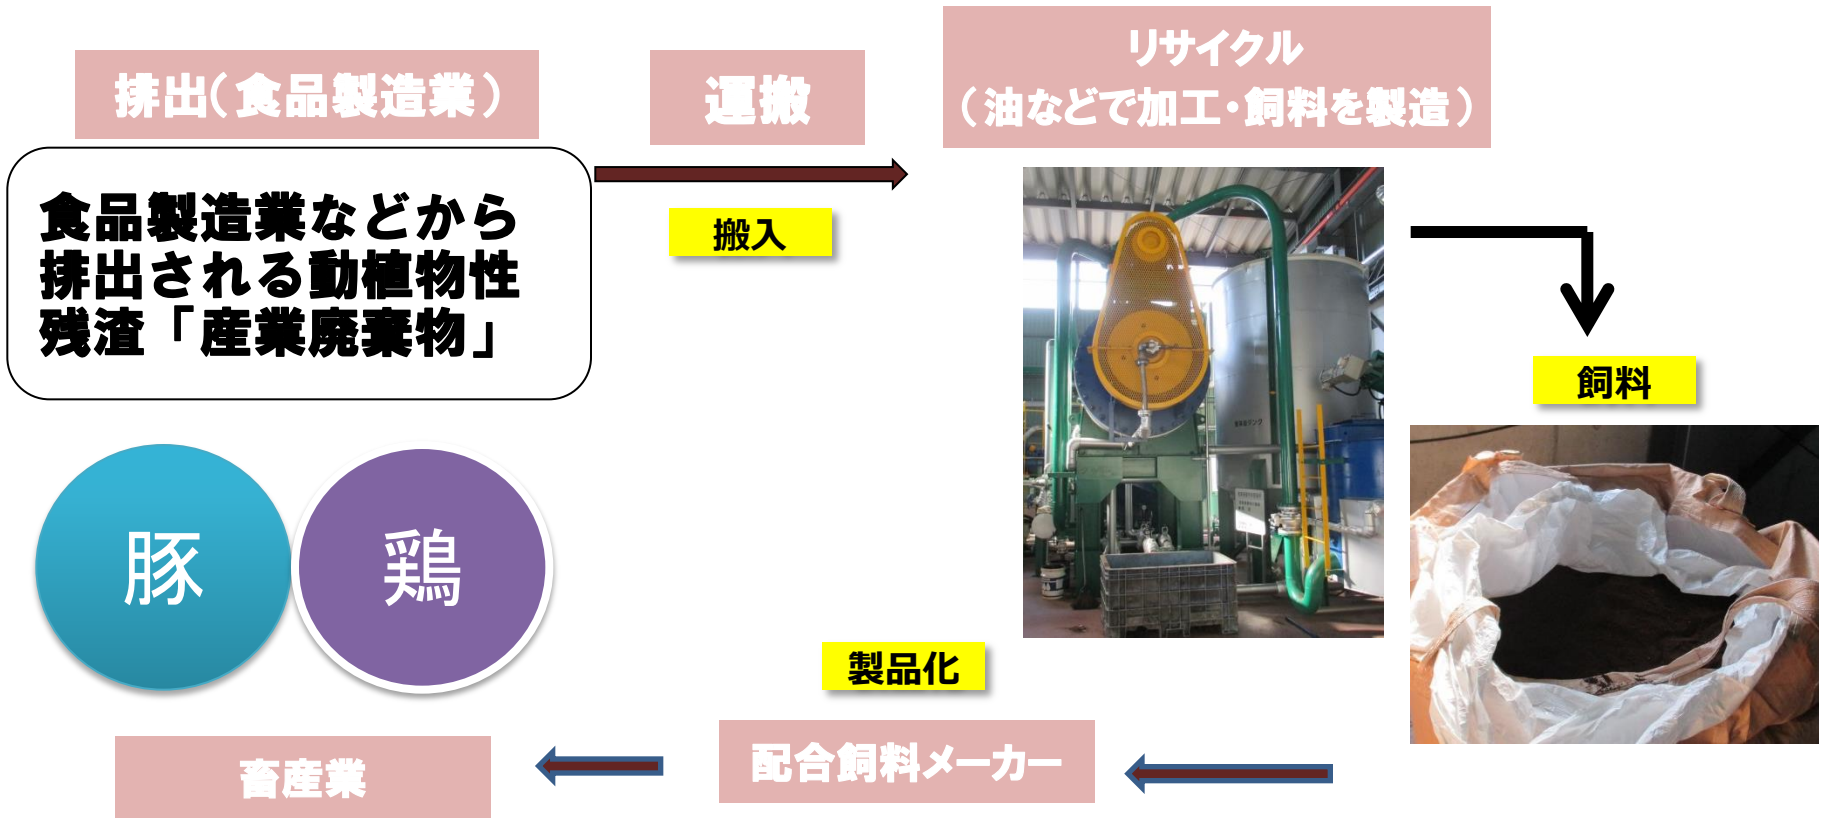 排出（食品製造業）
運搬
リサイクル
（油などで加工・飼料を製造）
食品製造業などから
排出される動植物性
残渣「産業廃棄物」
搬入
飼料
豚
鶏
製品化
配合飼料メーカー
畜産業